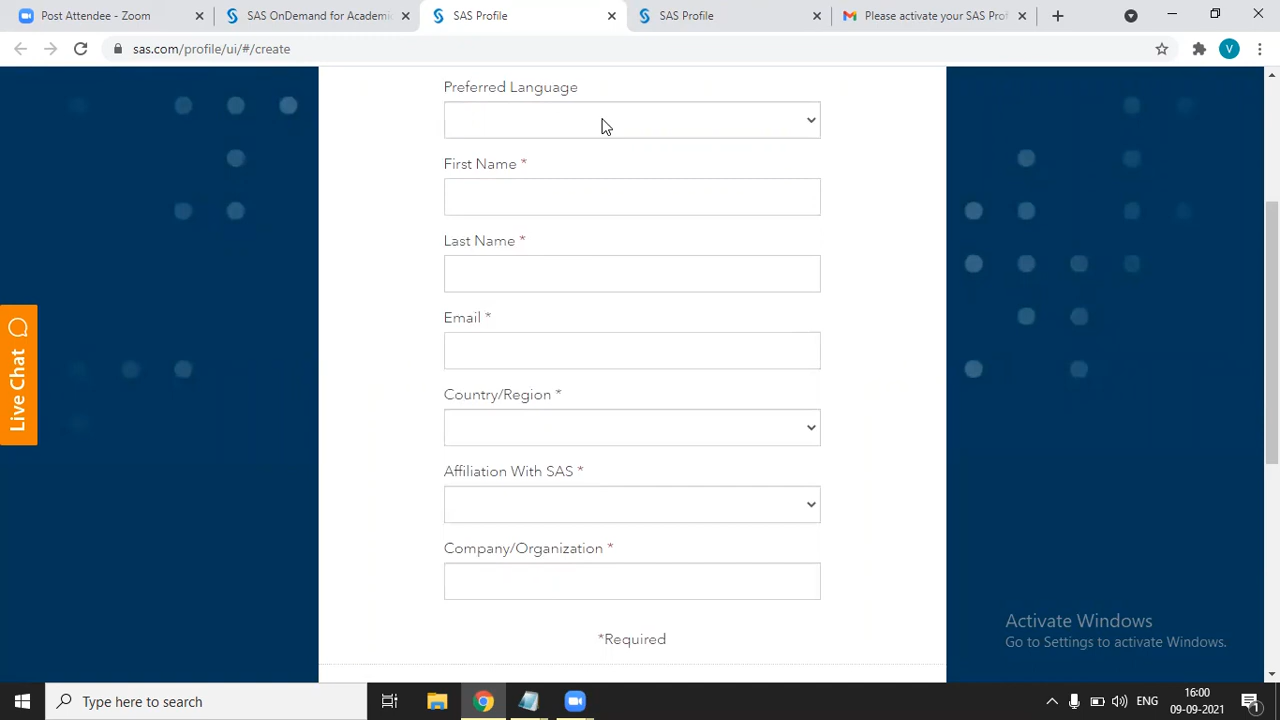 Post Attendee - Zoom
SAS OnDemand for Academi
SAS Profile
SAS Profile
Please activate your SAS Prof
sas.com/profile/ui/#/create
V
Preferred Language
First Name *
Last Name *
Email *
Country/Region *
Affiliation With SAS *
Company/Organization *
*Required
Live Chat
Activate Windows
Go to Settings to activate Windows.
Type here to search
ENG
16:00
09-09-2021
1